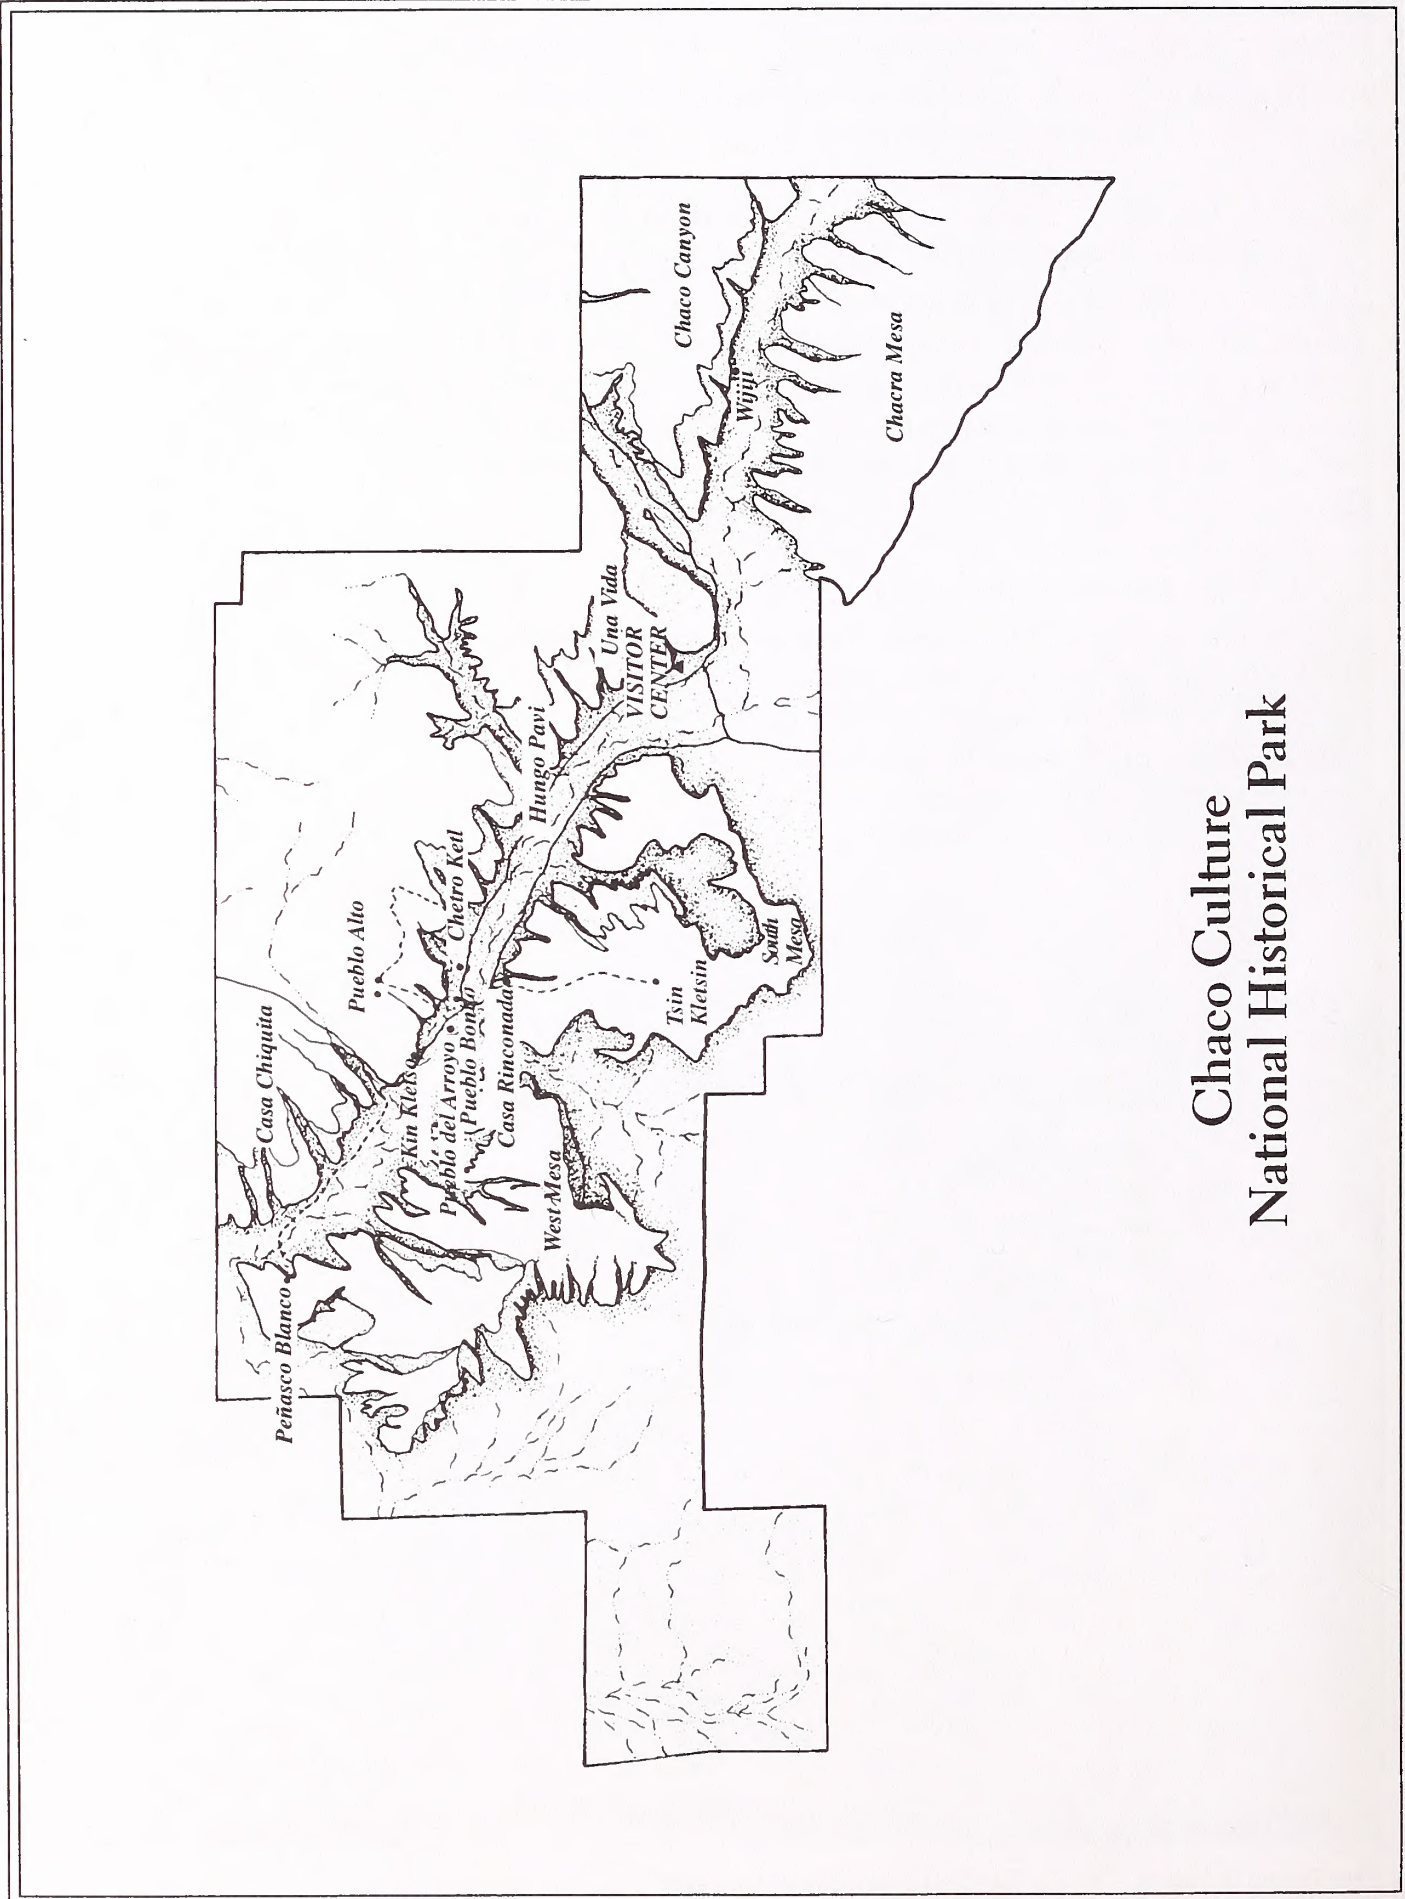 Peñasco Blanco
Casa Chiquita
Pueblo Alto
Kin Kletso
Pueblo del Arroyo
Pueblo Bonito
Casa Rinconada
Chetro Ketl
Hungo Pavi
Una Vida
VISITOR
CENTER
West Mesa
Tsin
Kletsin
South
Mesa
Chaco Canyon
Wijiji
Chacra Mesa
Chaco Culture
National Historical Park